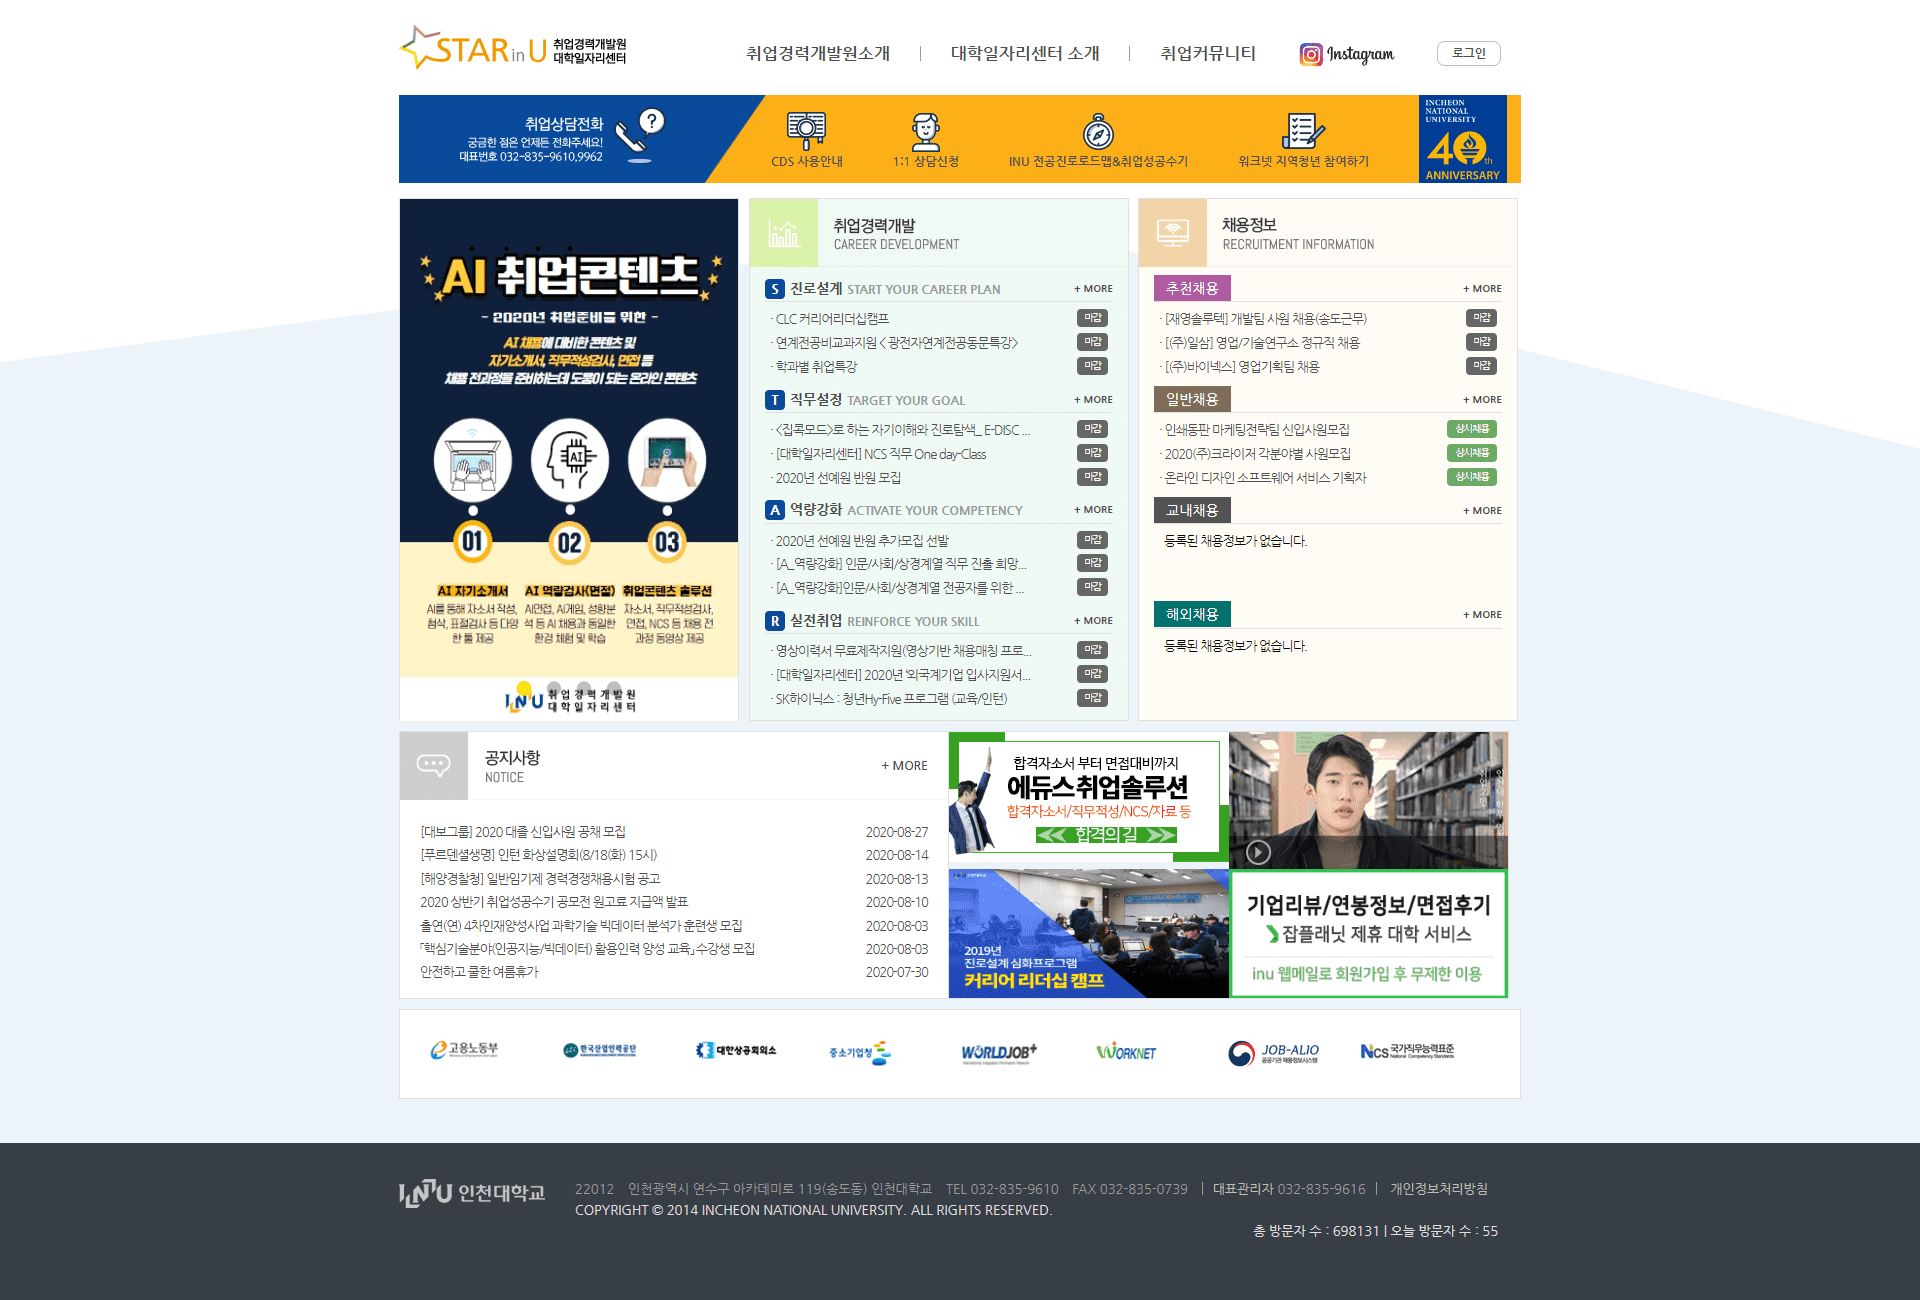 STAR in U 취업경력개발원
대학일자리센터
취업경력개발원소개
대학일자리센터 소개
취업커뮤니티
Instagram
로그인
취업상담전화
궁금한 점은 언제든 전화주세요!
대표번호 032-835-9610,9962
?
CDS 사용안내
1:1 상담신청
INU 전공진로로드맵&취업성공수기
워크넷 지역청년 참여하기
INCHEON
NATIONAL
UNIVERSITY
40th
ANNIVERSARY
AI 취업콘텐츠
- 2020년 취업준비를 위한 -
AI 채용에 대비한 콘텐츠 및
자기소개서, 직무적성검사, 면접 등
채용 전과정을 준비하는데 도움이 되는 온라인 콘텐츠
AI
01 02 03
AI 자기소개서
AI를 통해 자소서 작성,
첨삭, 표절검사 등 다양
한 툴 제공
AI 역량검사(면접)
AI면접, AI게임, 성향분
석 등 AI 채용과 동일한
환경 체험 및 학습
취업콘텐츠 솔루션
자소서, 직무적성검사,
면접, NCS 등 채용 전
과정 동영상 제공
INU 취업경력개발원
대학일자리센터
취업경력개발
CAREER DEVELOPMENT
S 진로설계 START YOUR CAREER PLAN + MORE
· CLC 커리어리더십캠프 마감
· 연계전공비교과지원 < 광전자연계전공동문특강> 마감
· 학과별 취업특강 마감
T 직무설정 TARGET YOUR GOAL + MORE
· <집콕모드>로 하는 자기이해와 진로탐색_ E-DISC ... 마감
· [대학일자리센터] NCS 직무 One day-Class 마감
· 2020년 선예원 반원 모집 마감
A 역량강화 ACTIVATE YOUR COMPETENCY + MORE
· 2020년 선예원 반원 추가모집 선발 마감
· [A_역량강화] 인문/사회/상경계열 직무 진출 희망... 마감
· [A_역량강화]인문/사회/상경계열 전공자를 위한 ... 마감
R 실전취업 REINFORCE YOUR SKILL + MORE
· 영상이력서 무료제작지원(영상기반 채용매칭 프로... 마감
· [대학일자리센터] 2020년 '외국계기업 입사지원서... 마감
· SK하이닉스 : 청년Hy-Five 프로그램 (교육/인턴) 마감
채용정보
RECRUITMENT INFORMATION
추천채용 + MORE
· [재영솔루텍] 개발팀 사원 채용(송도근무) 마감
· [(주)일삼] 영업/기술연구소 정규직 채용 마감
· [(주)바이넥스] 영업기획팀 채용 마감
일반채용 + MORE
· 인쇄동판 마케팅전략팀 신입사원모집 상시채용
· 2020(주)크라이저 각분야별 사원모집 상시채용
· 온라인 디자인 소프트웨어 서비스 기획자 상시채용
교내채용 + MORE
등록된 채용정보가 없습니다.
해외채용 + MORE
등록된 채용정보가 없습니다.
공지사항
NOTICE
+ MORE
[대보그룹] 2020 대졸 신입사원 공채 모집 2020-08-27
[푸르덴셜생명] 인턴 화상설명회(8/18(화) 15시) 2020-08-14
[해양경찰청] 일반임기제 경력경쟁채용시험 공고 2020-08-13
2020 상반기 취업성공수기 공모전 원고료 지급액 발표 2020-08-10
출연(연) 4차인재양성사업 과학기술 빅데이터 분석가 훈련생 모집 2020-08-03
「핵심기술분야(인공지능/빅데이터) 활용인력 양성 교육」 수강생 모집 2020-08-03
안전하고 쿨한 여름휴가 2020-07-30
합격자소서 부터 면접대비까지
에듀스 취업솔루션
합격자소서/직무적성/NCS/자료 등
합격의 길
2019년
진로설계 심화프로그램
커리어 리더십 캠프
기업리뷰/연봉정보/면접후기
잡플래닛 제휴 대학 서비스
inu 웹메일로 회원가입 후 무제한 이용
고용노동부
한국산업인력공단
대한상공회의소
중소기업청
WORLDJOB+
WORKNET
JOB-ALIO
공공기관 채용정보시스템
NCS 국가직무능력표준
National Competency Standards
INU 인천대학교
22012 인천광역시 연수구 아카데미로 119(송도동) 인천대학교 TEL 032-835-9610 FAX 032-835-0739 | 대표관리자 032-835-9616 | 개인정보처리방침
COPYRIGHT © 2014 INCHEON NATIONAL UNIVERSITY. ALL RIGHTS RESERVED.
총 방문자 수 : 698131 | 오늘 방문자 수 : 55